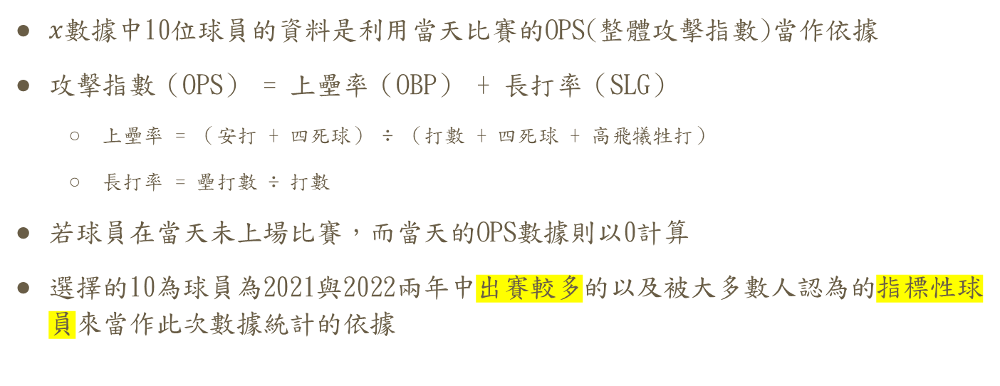 ● x數據中10位球員的資料是利用當天比賽的OPS(整體攻擊指數)當作依據
● 攻擊指數（OPS） = 上壘率（OBP） + 長打率（SLG）
○ 上壘率 = （安打 + 四死球） ÷ （打數 + 四死球 + 高飛犧牲打）
○ 長打率 = 壘打數 ÷ 打數
● 若球員在當天未上場比賽，而當天的OPS數據則以0計算
● 選擇的10為球員為2021與2022兩年中出賽較多的以及被大多數人認為的指標性球
員來當作此次數據統計的依據